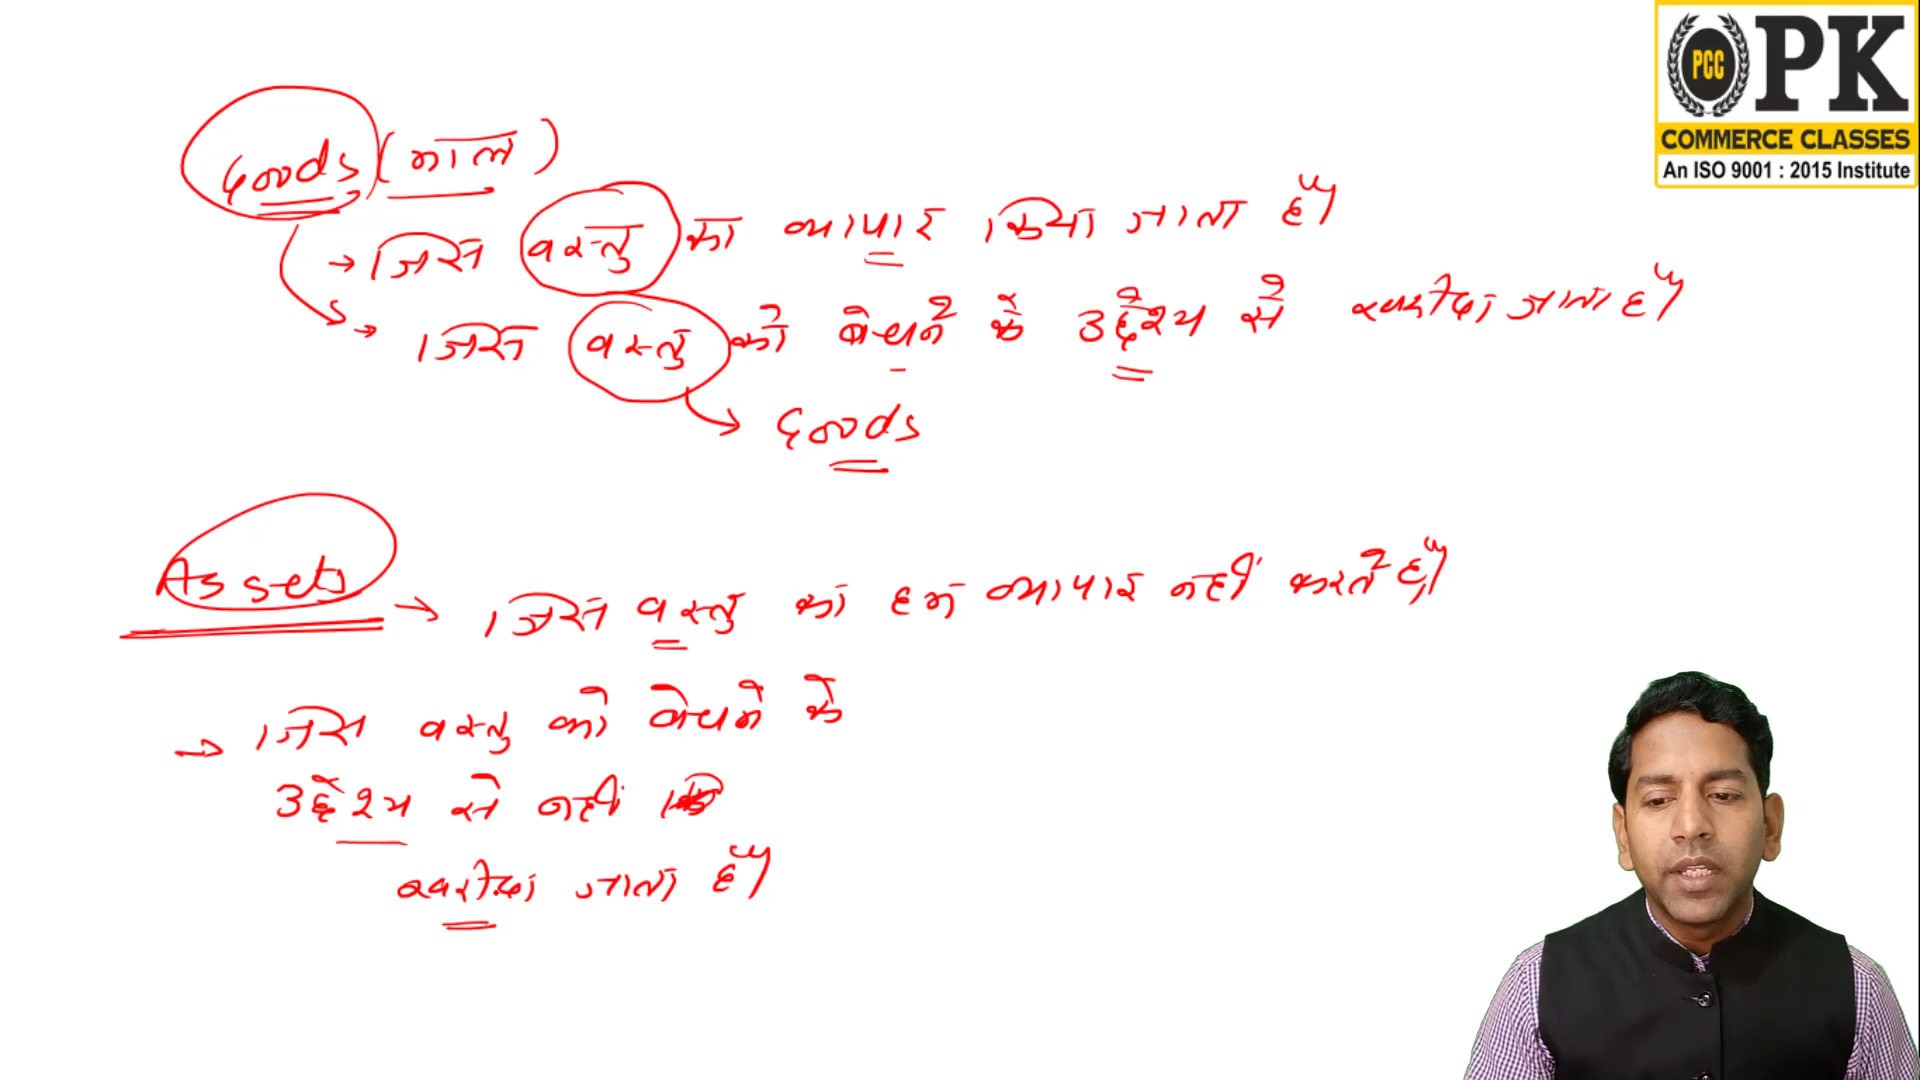 Goods (माल)
→ जिस वस्तु का व्यापार किया जाता है
→ जिस वस्तु को बेचने के उद्देश्य से खरीदा जाता है
→ Goods
Assets → जिस वस्तु का हम व्यापार नहीं करते हैं
→ जिस वस्तु को बेचने के
उद्देश्य से नहीं
खरीदा जाता है
PCC
PK
COMMERCE CLASSES
An ISO 9001 : 2015 Institute